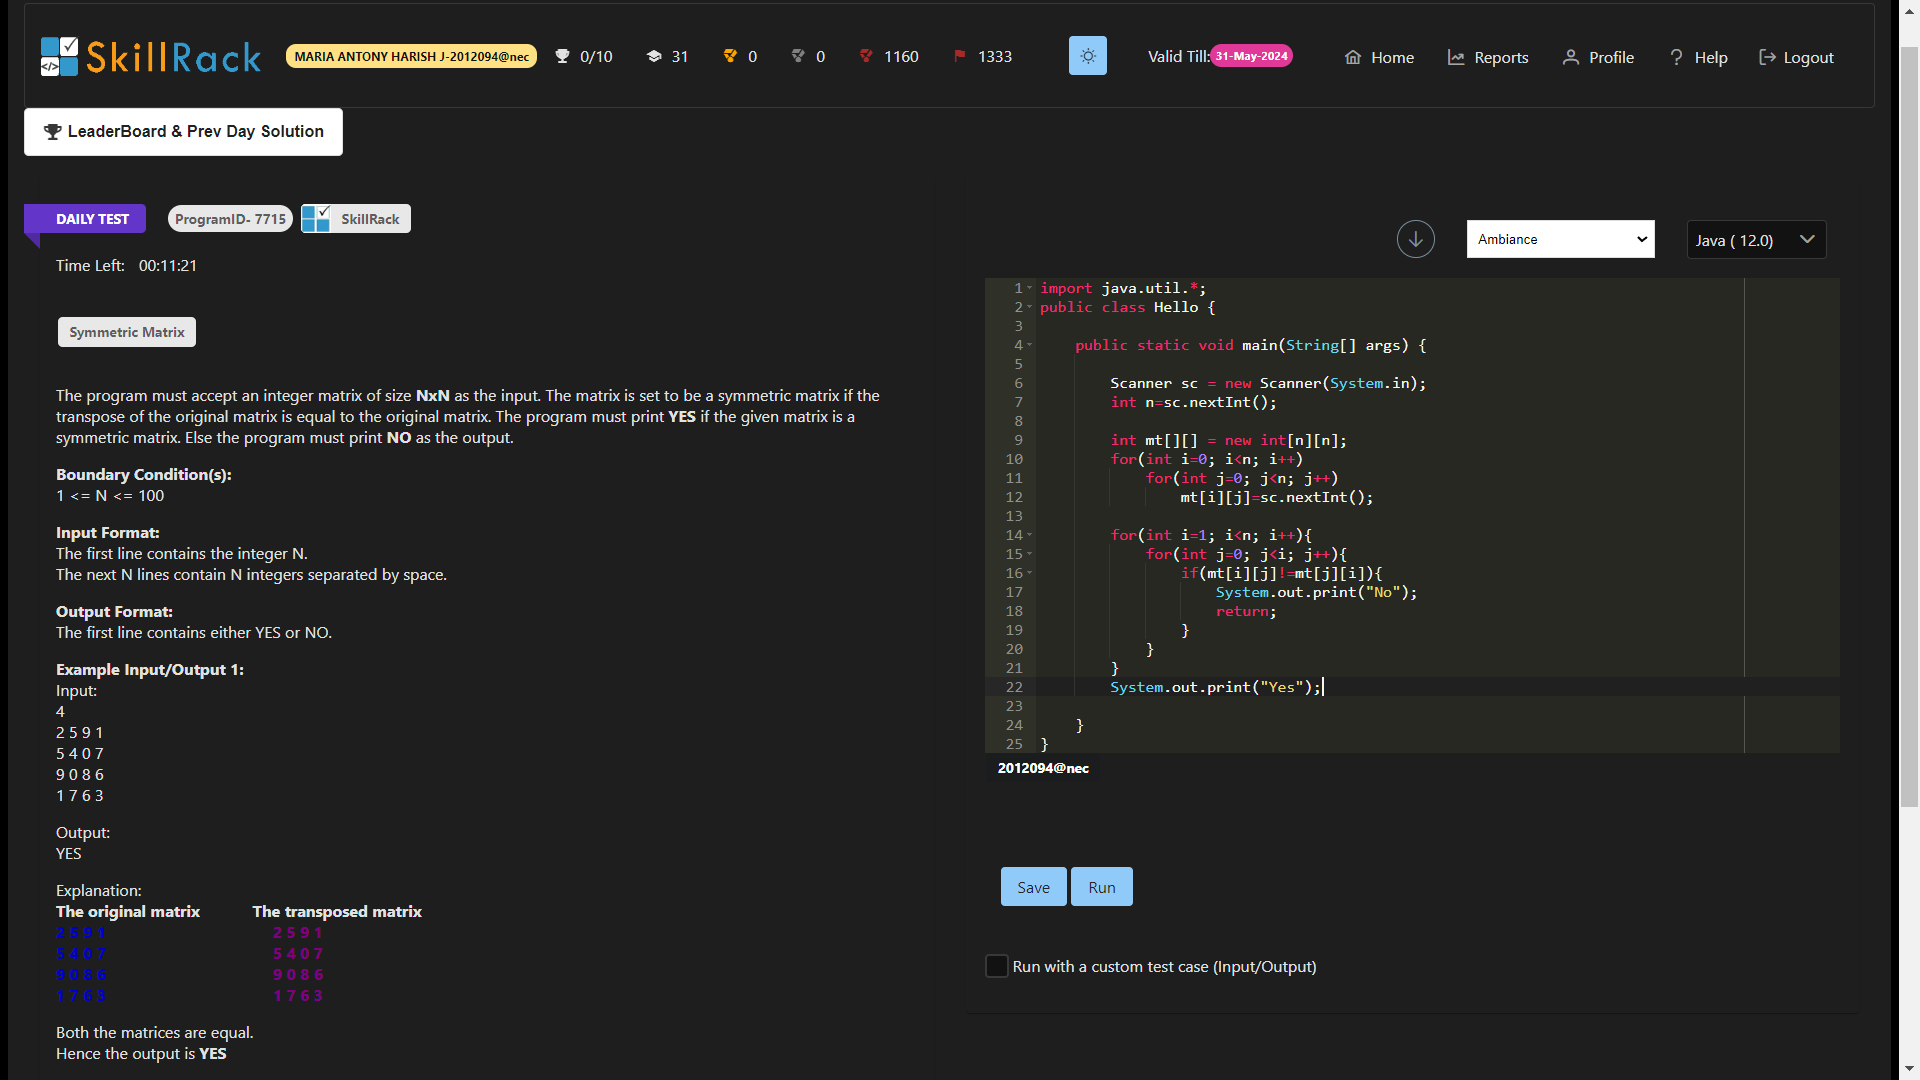 SkillRack
MARIA ANTONY HARISH J-2012094@nec
0/10
31
0
0
1160
1333
Valid Till: 31-May-2024
Home
Reports
Profile
Help
Logout
LeaderBoard & Prev Day Solution
DAILY TEST
ProgramID- 7715
SkillRack
Time Left: 00:11:21
Symmetric Matrix
The program must accept an integer matrix of size NxN as the input. The matrix is set to be a symmetric matrix if the
transpose of the original matrix is equal to the original matrix. The program must print YES if the given matrix is a
symmetric matrix. Else the program must print NO as the output.
Boundary Condition(s):
1 <= N <= 100
Input Format:
The first line contains the integer N.
The next N lines contain N integers separated by space.
Output Format:
The first line contains either YES or NO.
Example Input/Output 1:
Input:
4
2 5 9 1
5 4 0 7
9 0 8 6
1 7 6 3
Output:
YES
Explanation:
The original matrix The transposed matrix
2 5 9 1 2 5 9 1
5 4 0 7 5 4 0 7
9 0 8 6 9 0 8 6
1 7 6 3 1 7 6 3
Both the matrices are equal.
Hence the output is YES
Ambiance
Java ( 12.0)
1 import java.util.*;
2 public class Hello {
3
4 public static void main(String[] args) {
5
6 Scanner sc = new Scanner(System.in);
7 int n=sc.nextInt();
8
9 int mt[][] = new int[n][n];
10 for(int i=0; i<n; i++)
11 for(int j=0; j<n; j++)
12 mt[i][j]=sc.nextInt();
13
14 for(int i=1; i<n; i++){
15 for(int j=0; j<i; j++){
16 if(mt[i][j]!=mt[j][i]){
17 System.out.print("No");
18 return;
19 }
20 }
21 }
22 System.out.print("Yes");
23
24 }
25 }
2012094@nec
Save
Run
Run with a custom test case (Input/Output)